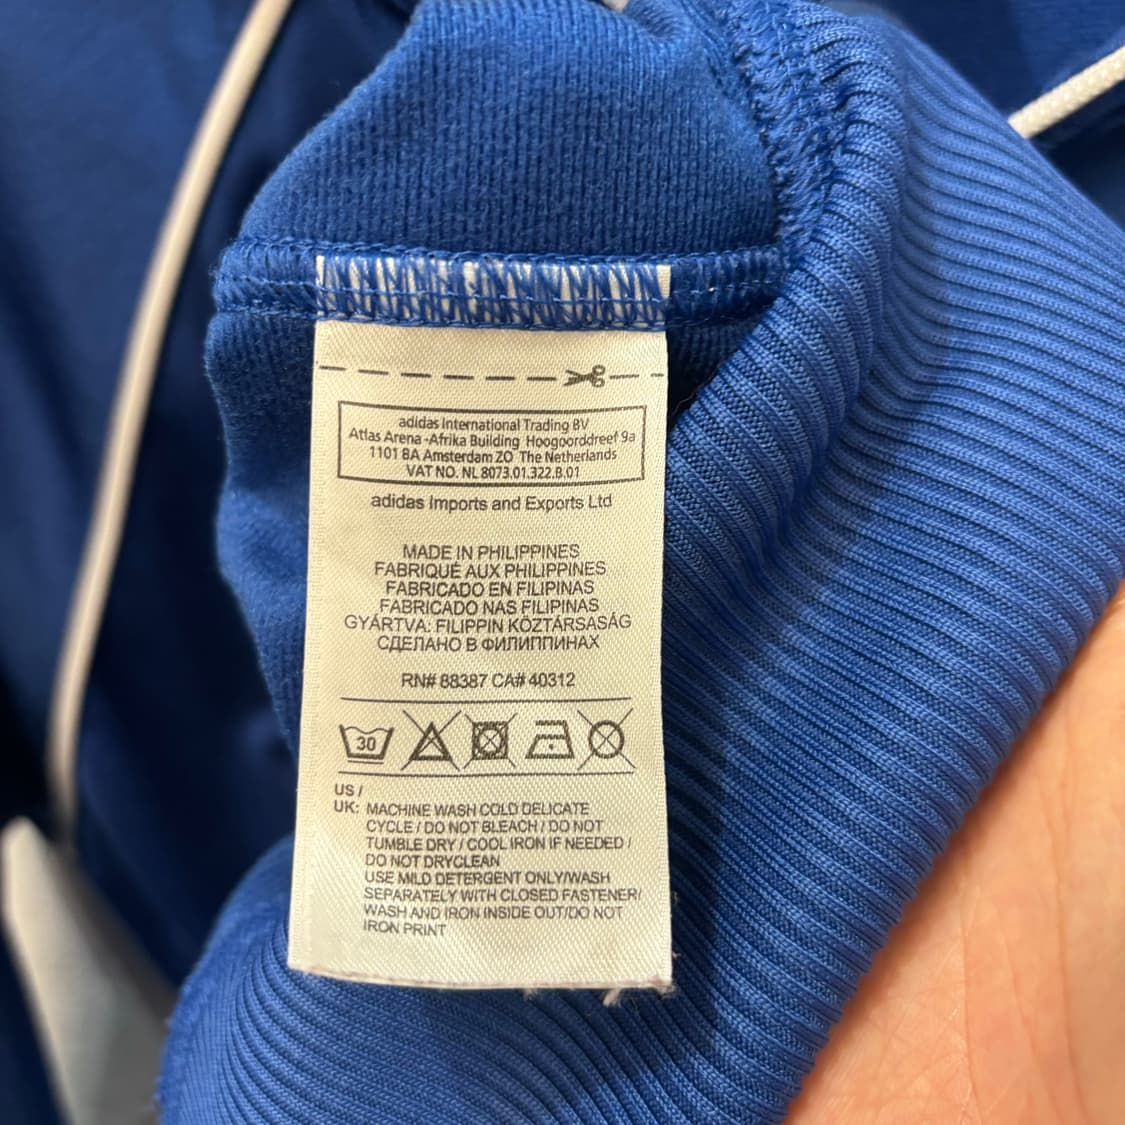 adidas International Trading BV
Atlas Arena -Afrika Building Hoogoorddreef 9a
1101 BA Amsterdam ZO The Netherlands
VAT NO. NL 8073.01.322.B.01
adidas Imports and Exports Ltd
MADE IN PHILIPPINES
FABRIQUÉ AUX PHILIPPINES
FABRICADO EN FILIPINAS
FABRICADO NAS FILIPINAS
GYÁRTVA: FILIPPIN KÖZTÁRSASÁG
СДЕЛАНО В ФИЛИППИНАХ
RN# 88387 CA# 40312
30
US /
UK: MACHINE WASH COLD DELICATE
CYCLE / DO NOT BLEACH / DO NOT
TUMBLE DRY / COOL IRON IF NEEDED /
DO NOT DRYCLEAN
USE MILD DETERGENT ONLY/WASH
SEPARATELY WITH CLOSED FASTENER/
WASH AND IRON INSIDE OUT/DO NOT
IRON PRINT